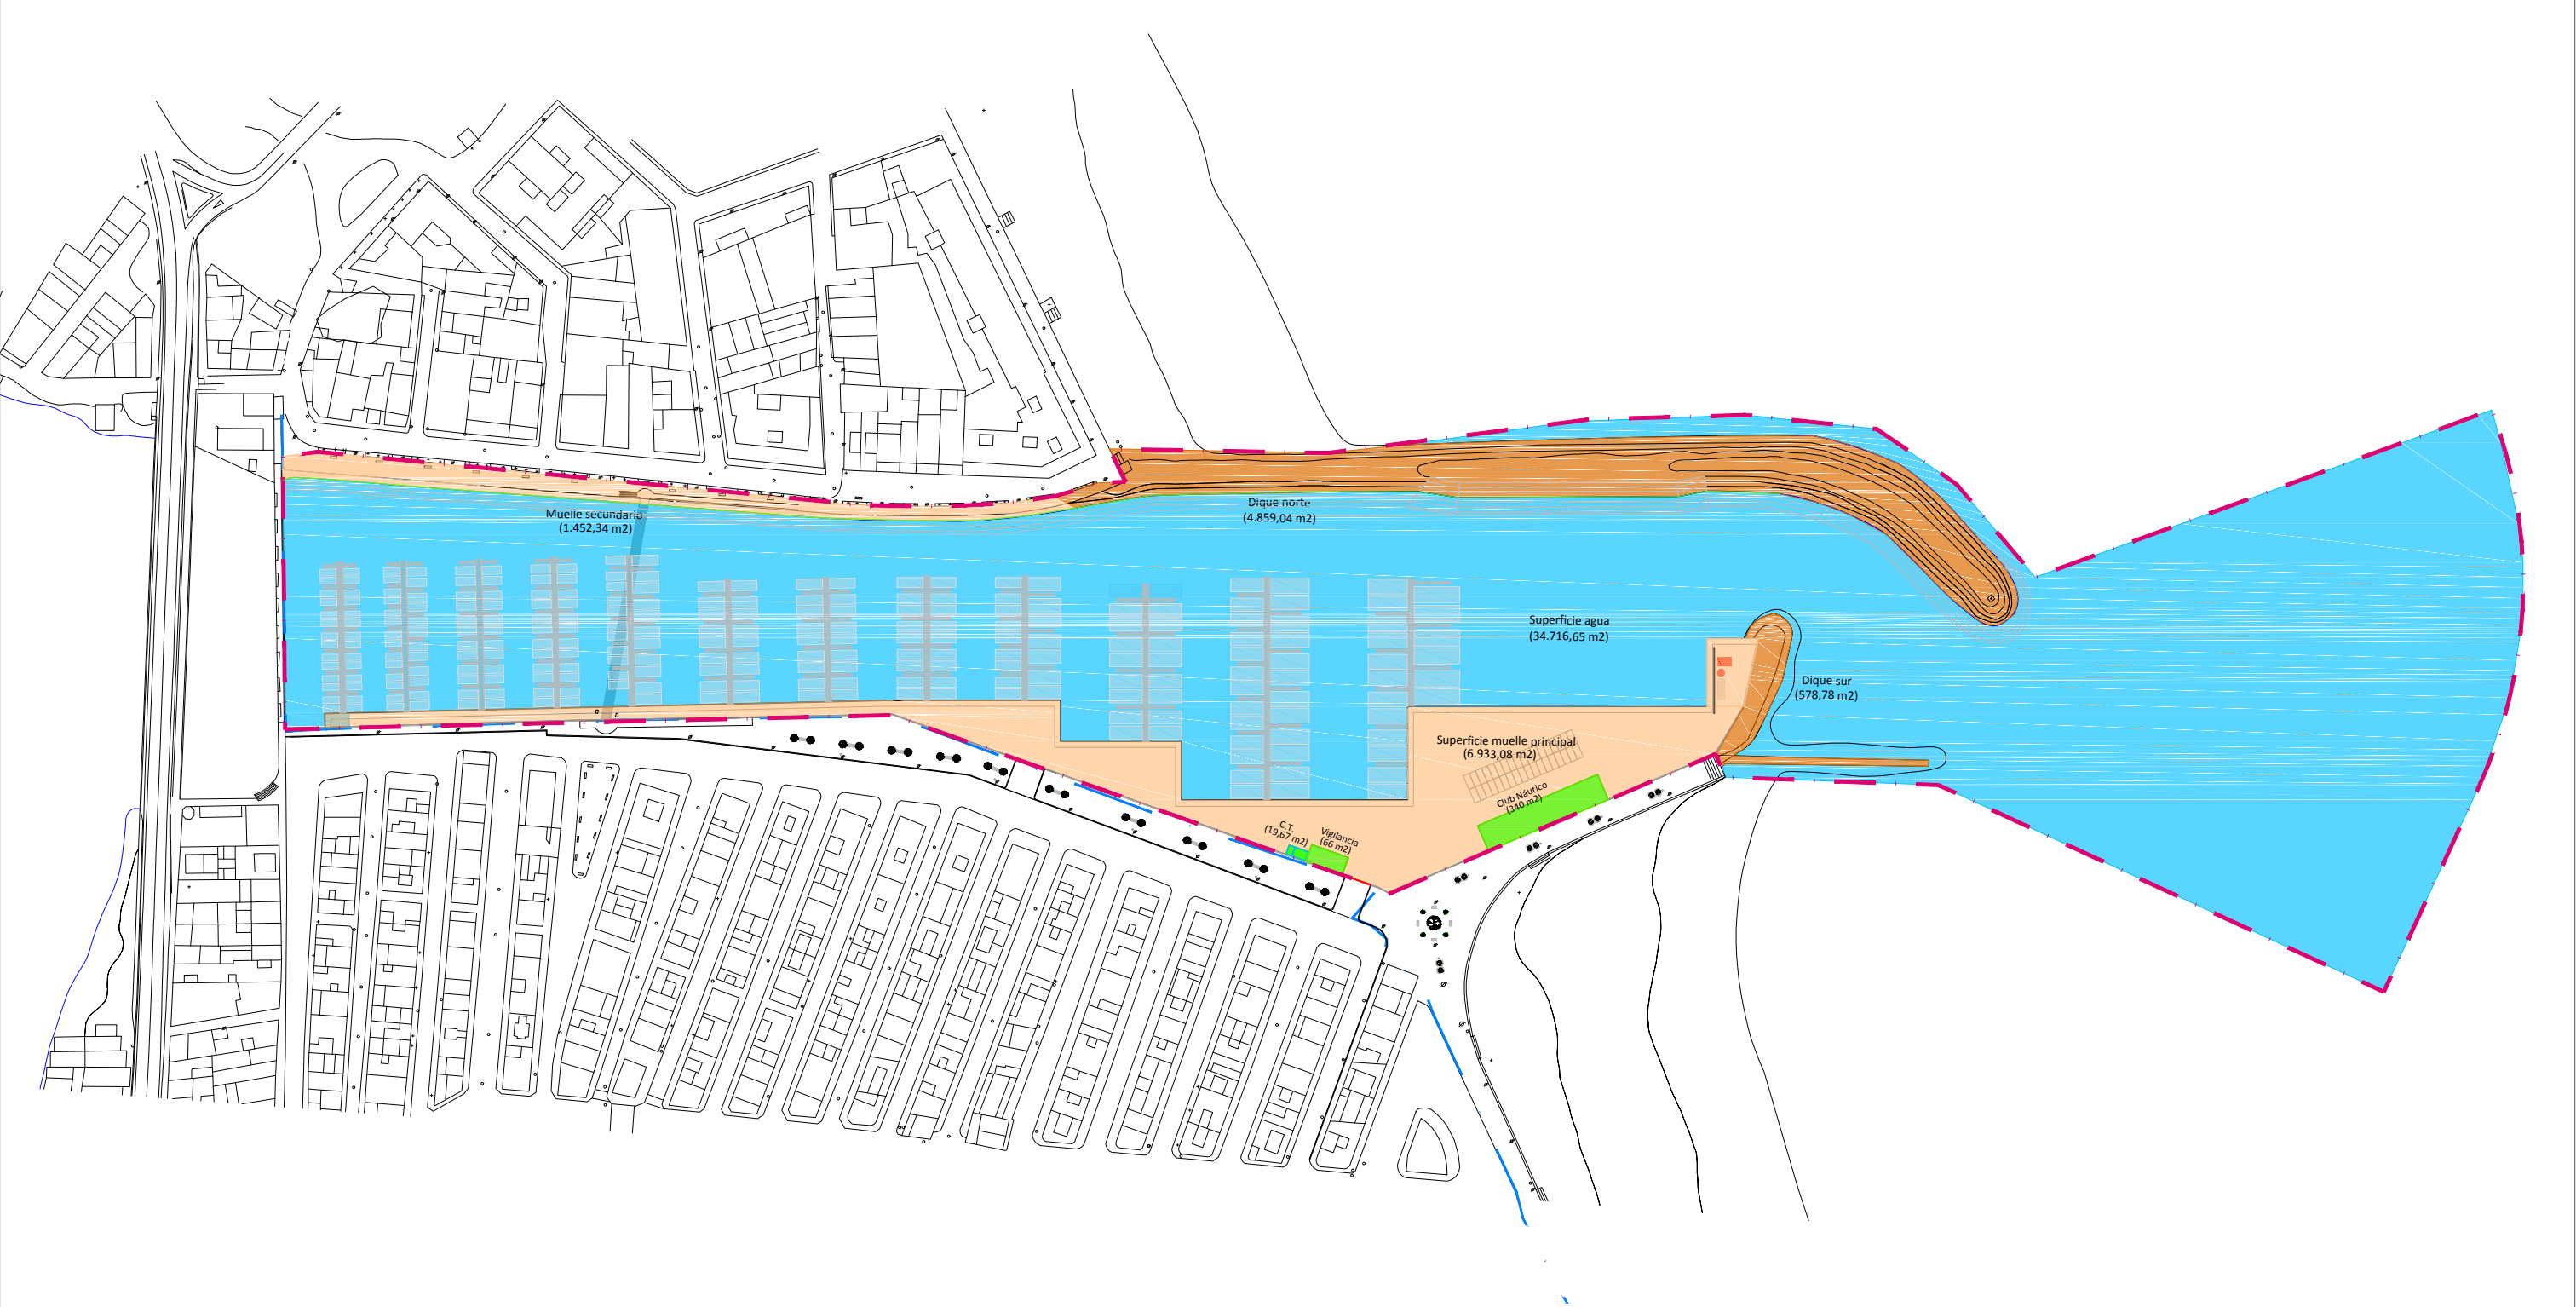 Muelle secundario
(1.452,34 m2)
Dique norte
(4.859,04 m2)
Superficie agua
(34.716,65 m2)
Dique sur
(578,78 m2)
Superficie muelle principal
(6.933,08 m2)
Club Náutico
(340 m2)
C.T.
(19,67 m2)
Vigilancia
(66 m2)